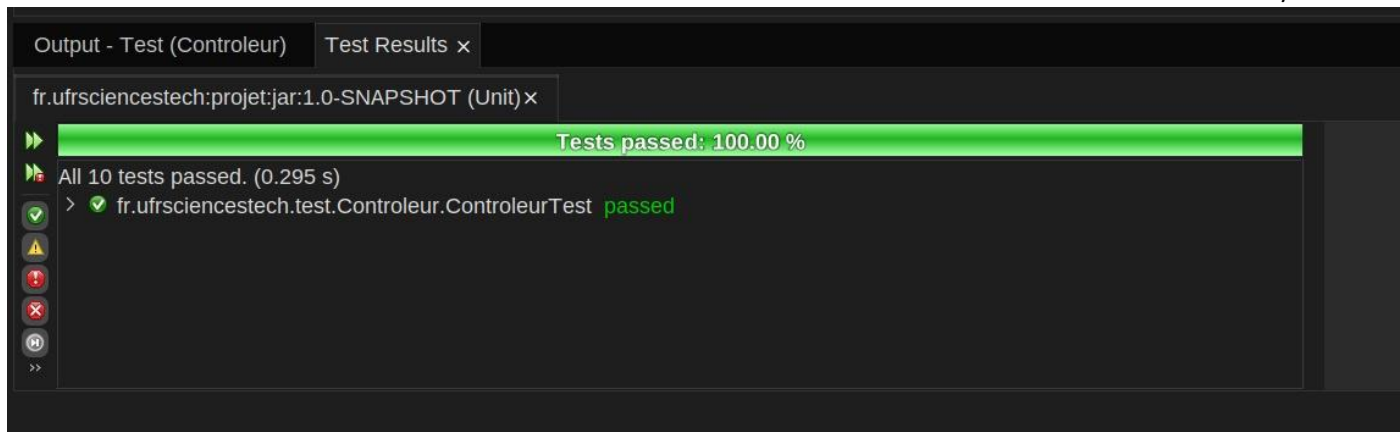 Output - Test (Controleur) Test Results ×
fr.ufrsciencestech:projet:jar:1.0-SNAPSHOT (Unit) ×
Tests passed: 100.00 %
All 10 tests passed. (0.295 s)
fr.ufrsciencestech.test.Controleur.ControleurTest passed